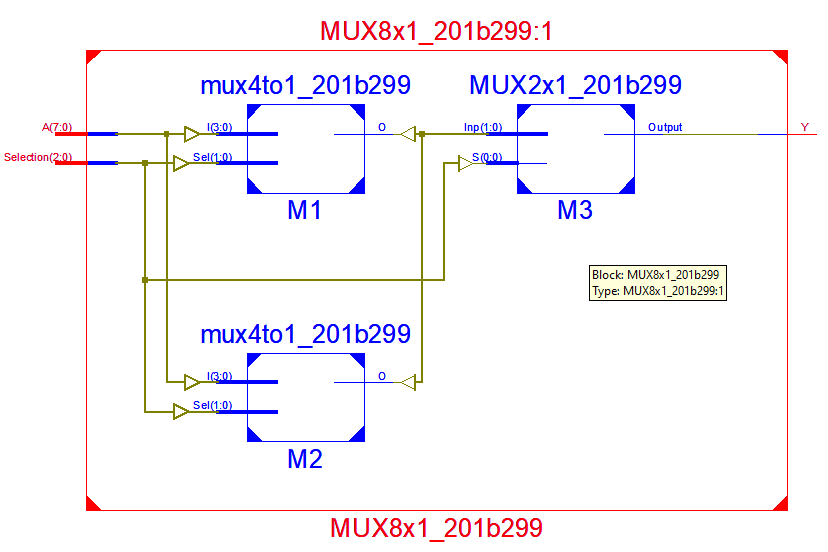 MUX8x1_201b299:1
mux4to1_201b299
MUX2x1_201b299
A(7:0)
I(3:0)
O
Inp(1:0)
Output
Y
Selection(2:0)
Sel(1:0)
S(0:0)
M1
M3
Block: MUX8x1_201b299
Type: MUX8x1_201b299:1
mux4to1_201b299
I(3:0)
O
Sel(1:0)
M2
MUX8x1_201b299